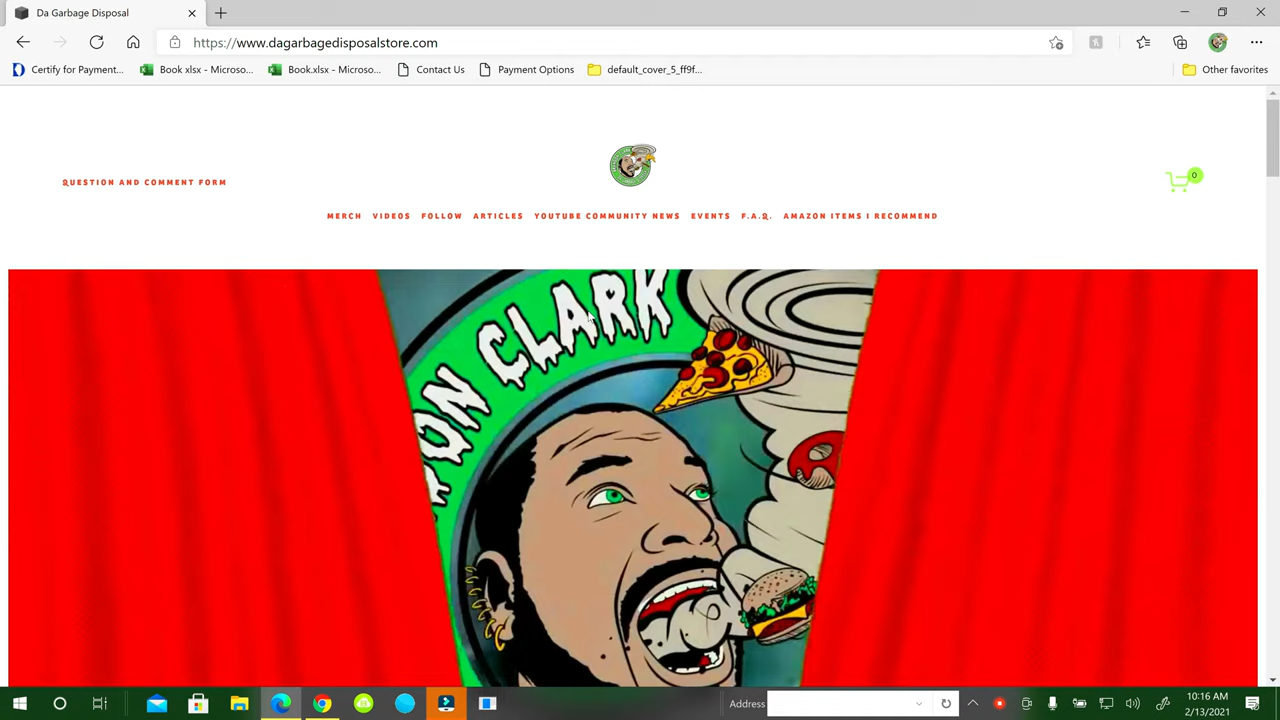 Da Garbage Disposal
https://www.dagarbagedisposalstore.com
Certify for Payment...
Book xlsx - Microso...
Book.xlsx - Microso...
Contact Us
Payment Options
default_cover_5_ff9f...
Other favorites
QUESTION AND COMMENT FORM
0
MERCH VIDEOS FOLLOW ARTICLES YOUTUBE COMMUNITY NEWS EVENTS F.A.Q. AMAZON ITEMS I RECOMMEND
ON CLARK
Address
10:16 AM
2/13/2021